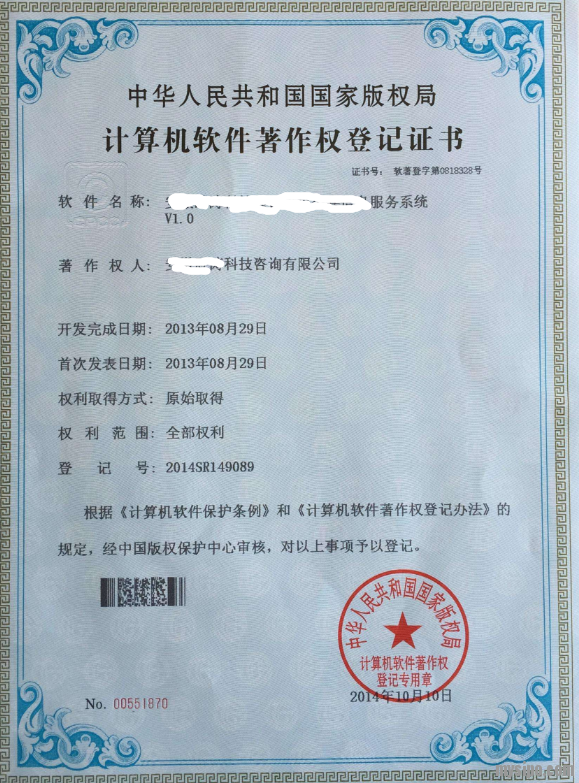 中华人民共和国国家版权局
计算机软件著作权登记证书
证书号： 软著登字第0818328号
软件名称： 服务系统
V1.0
著作权人： 科技咨询有限公司
开发完成日期： 2013年08月29日
首次发表日期： 2013年08月29日
权利取得方式： 原始取得
权利范围： 全部权利
登记号： 2014SR149089
根据《计算机软件保护条例》和《计算机软件著作权登记办法》的
规定，经中国版权保护中心审核，对以上事项予以登记。
中华人民共和国国家版权局
计算机软件著作权
登记专用章
2014年10月10日
No. 00551870